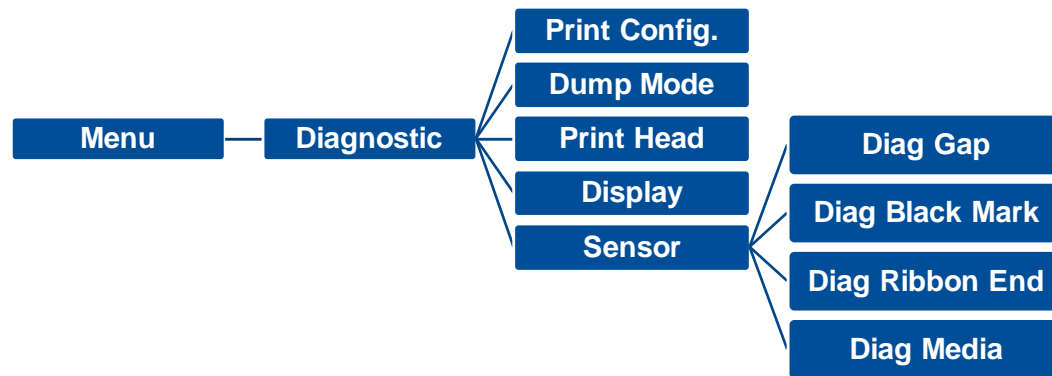 Menu
Diagnostic
Print Config.
Dump Mode
Print Head
Display
Sensor
Diag Gap
Diag Black Mark
Diag Ribbon End
Diag Media